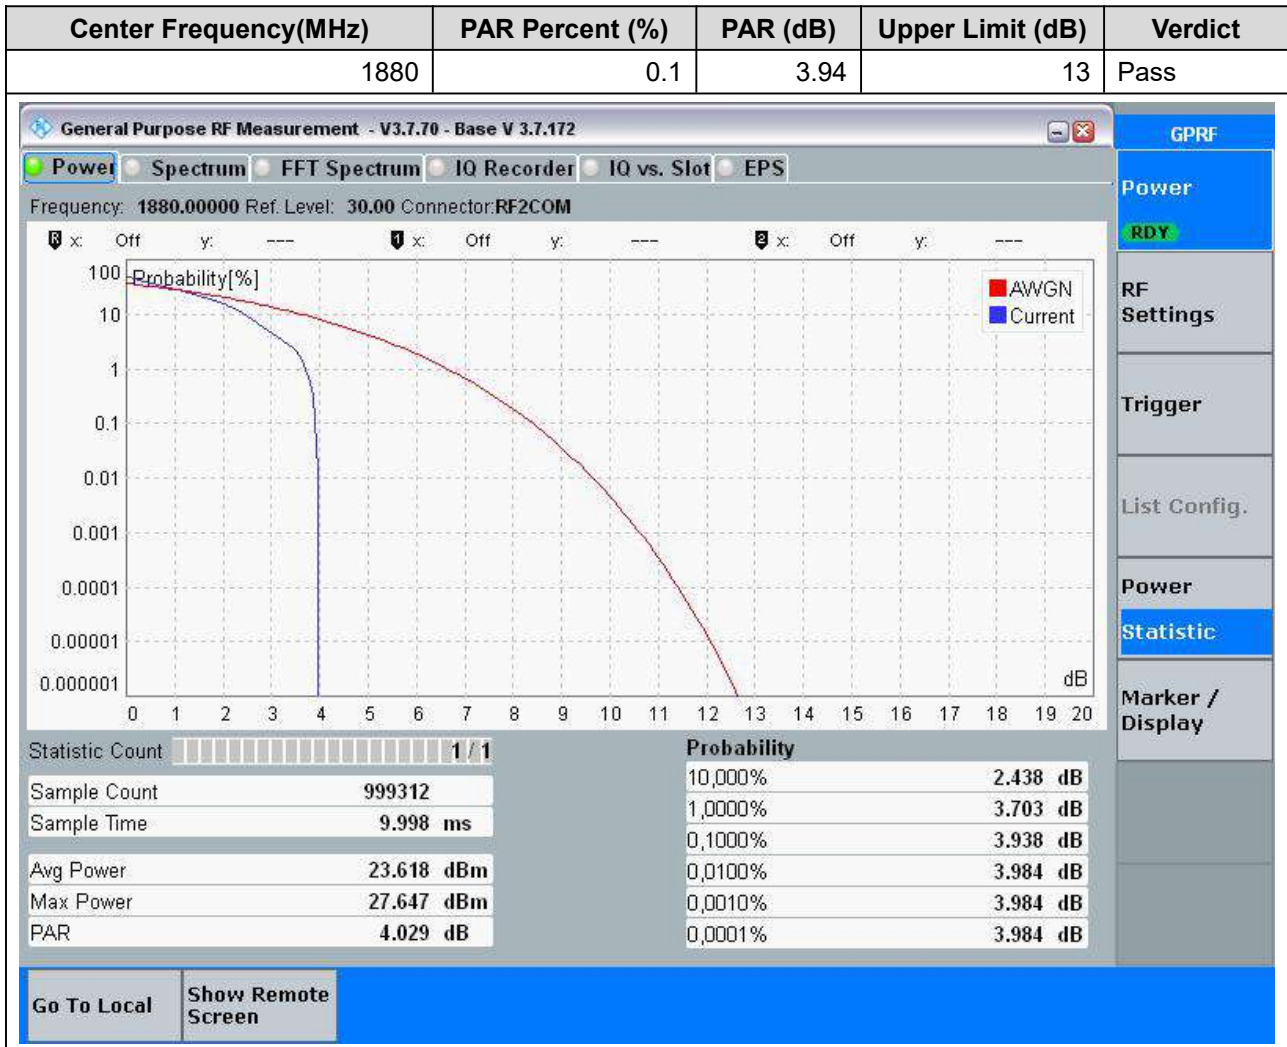 Center Frequency(MHz) PAR Percent (%) PAR (dB) Upper Limit (dB) Verdict
1880 0.1 3.94 13 Pass
General Purpose RF Measurement - V3.7.70 - Base V 3.7.172
GPRF
Power Spectrum FFT Spectrum IQ Recorder IQ vs. Slot EPS
Power
RDY
Frequency: 1880.00000 Ref. Level: 30.00 Connector:RF2COM
R x: Off y: --- 1 x: Off y: --- 2 x: Off y: ---
Probability[%]
AWGN
Current
100
10
1
0.1
0.01
0.001
0.0001
0.00001
0.000001
dB
0 1 2 3 4 5 6 7 8 9 10 11 12 13 14 15 16 17 18 19 20
RF
Settings
Trigger
List Config.
Power
Statistic
Marker /
Display
Statistic Count 1 / 1
Sample Count 999312
Sample Time 9.998 ms
Avg Power 23.618 dBm
Max Power 27.647 dBm
PAR 4.029 dB
Probability
10,000% 2.438 dB
1,0000% 3.703 dB
0,1000% 3.938 dB
0,0100% 3.984 dB
0,0010% 3.984 dB
0,0001% 3.984 dB
Go To Local
Show Remote
Screen